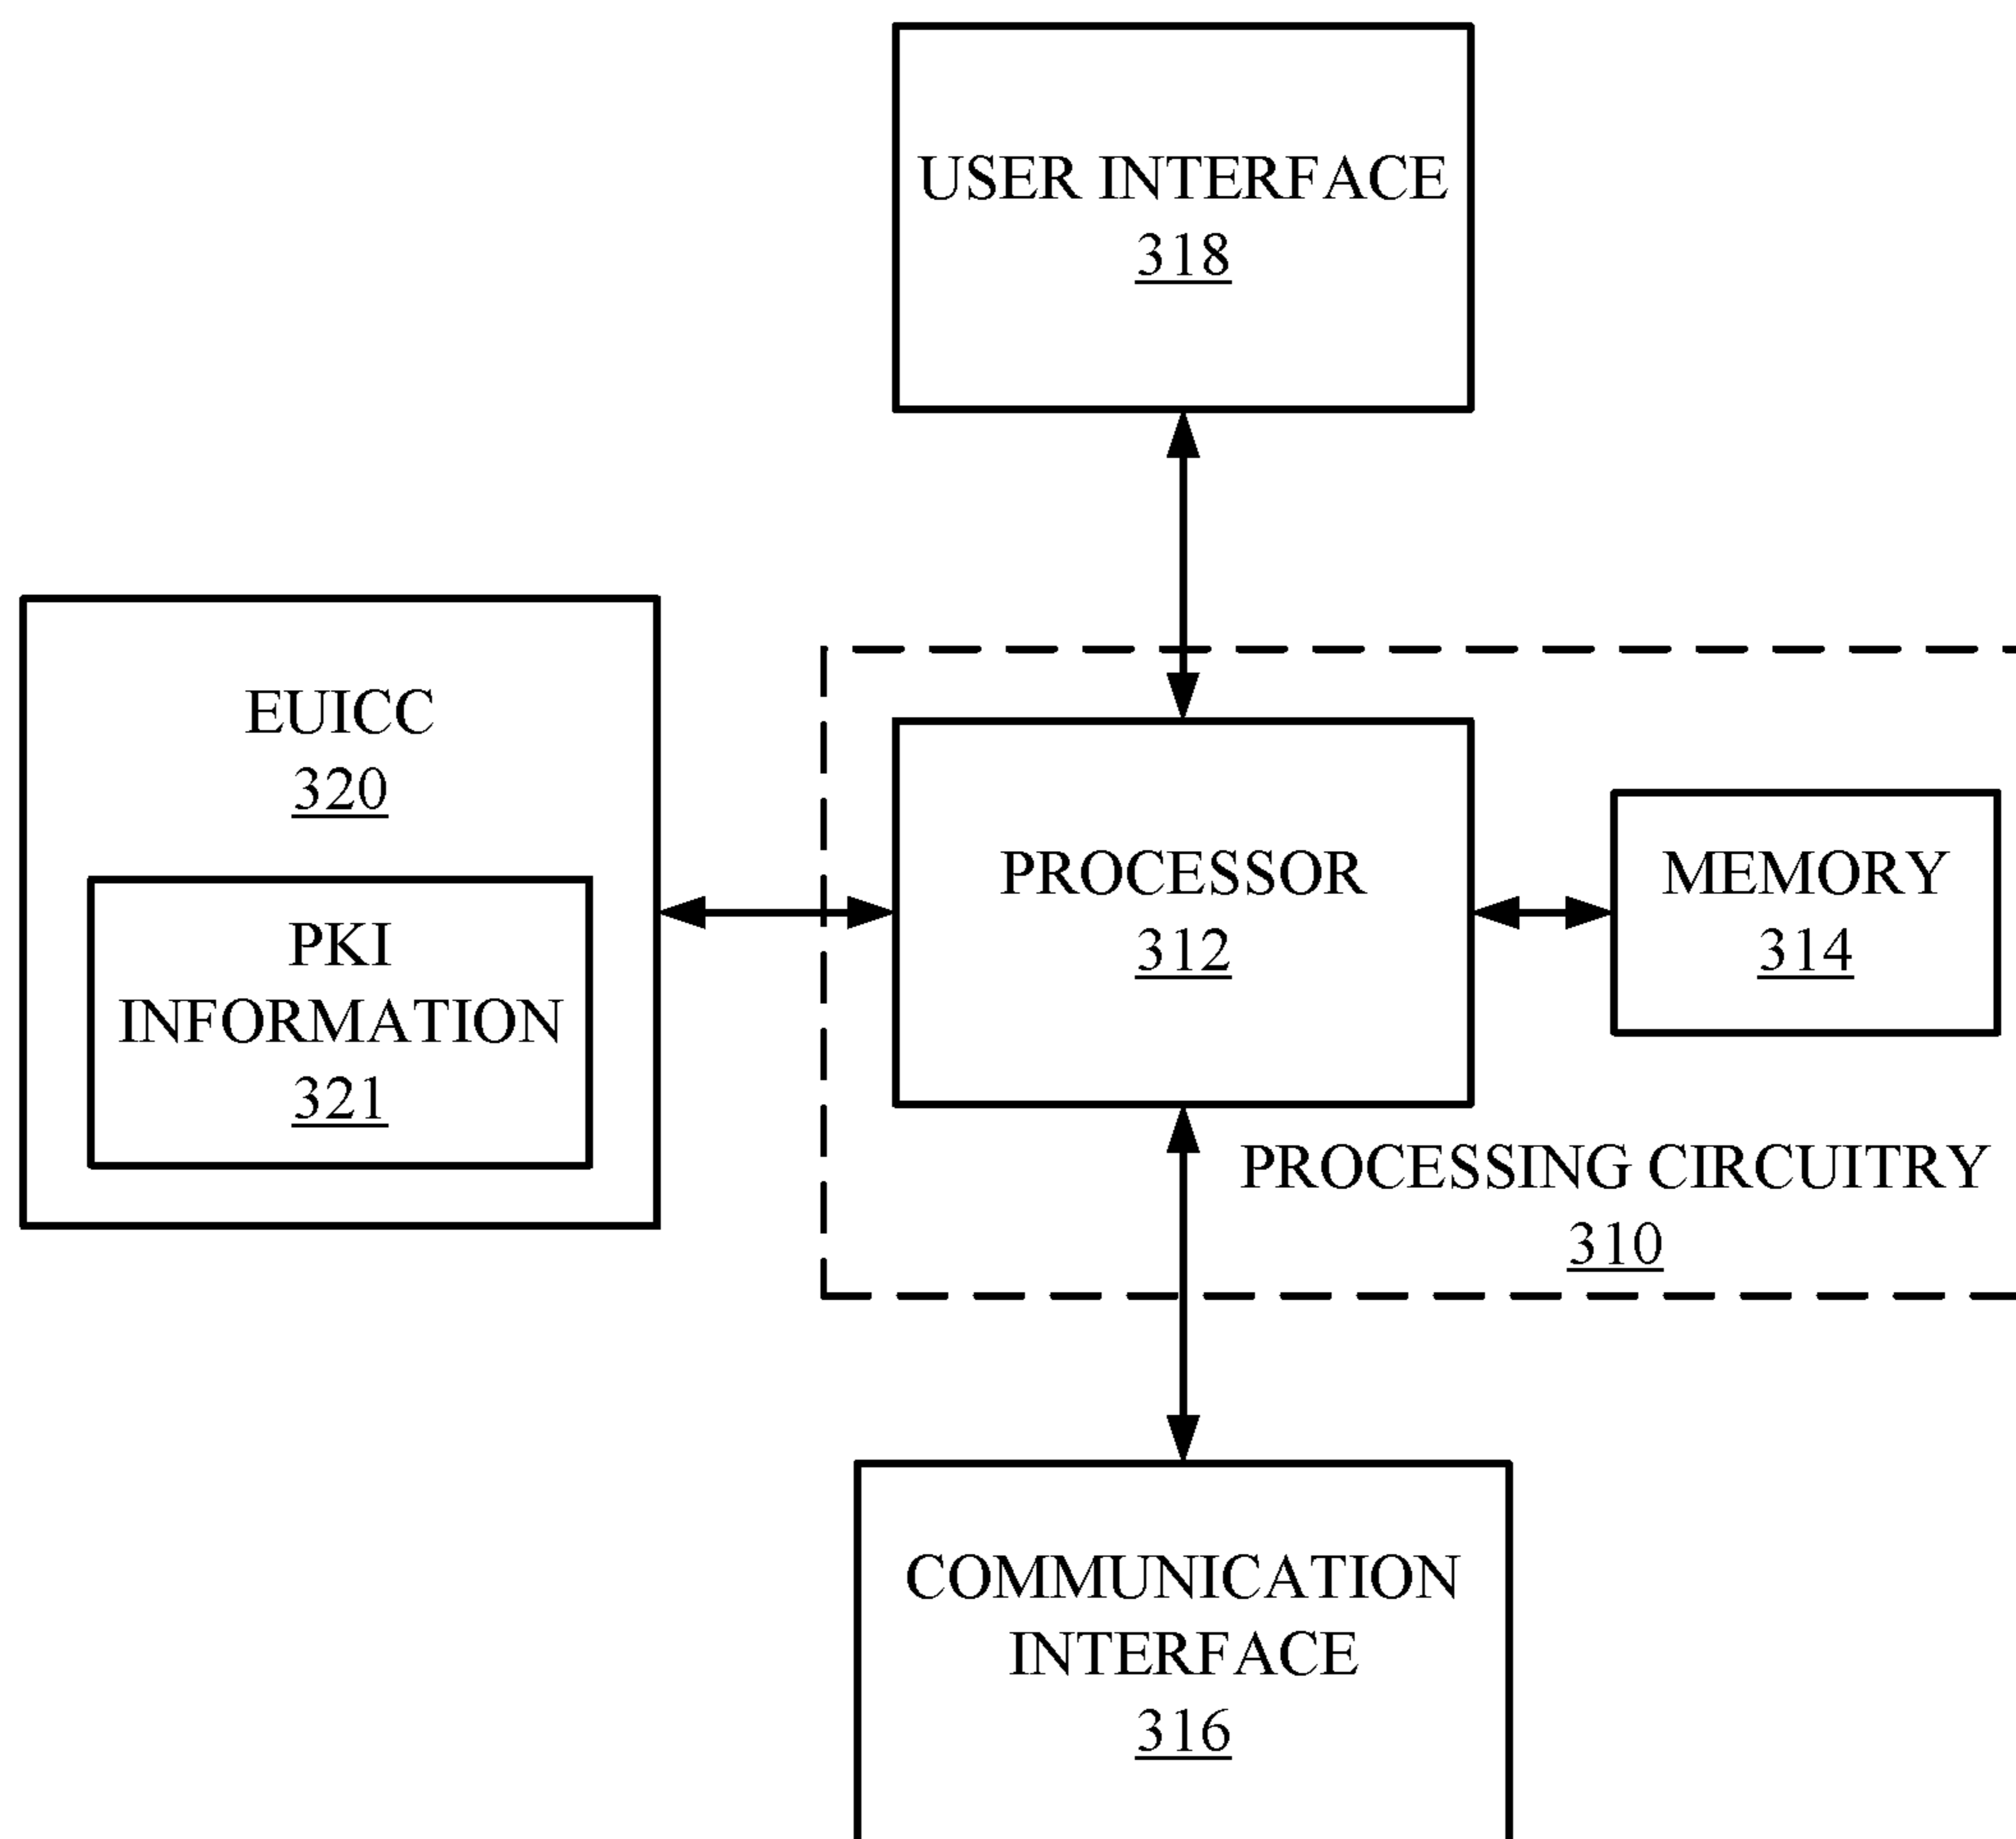 USER INTERFACE
318
EUICC
320
PKI
INFORMATION
321
PROCESSOR
312
MEMORY
314
PROCESSING CIRCUITRY
310
COMMUNICATION
INTERFACE
316